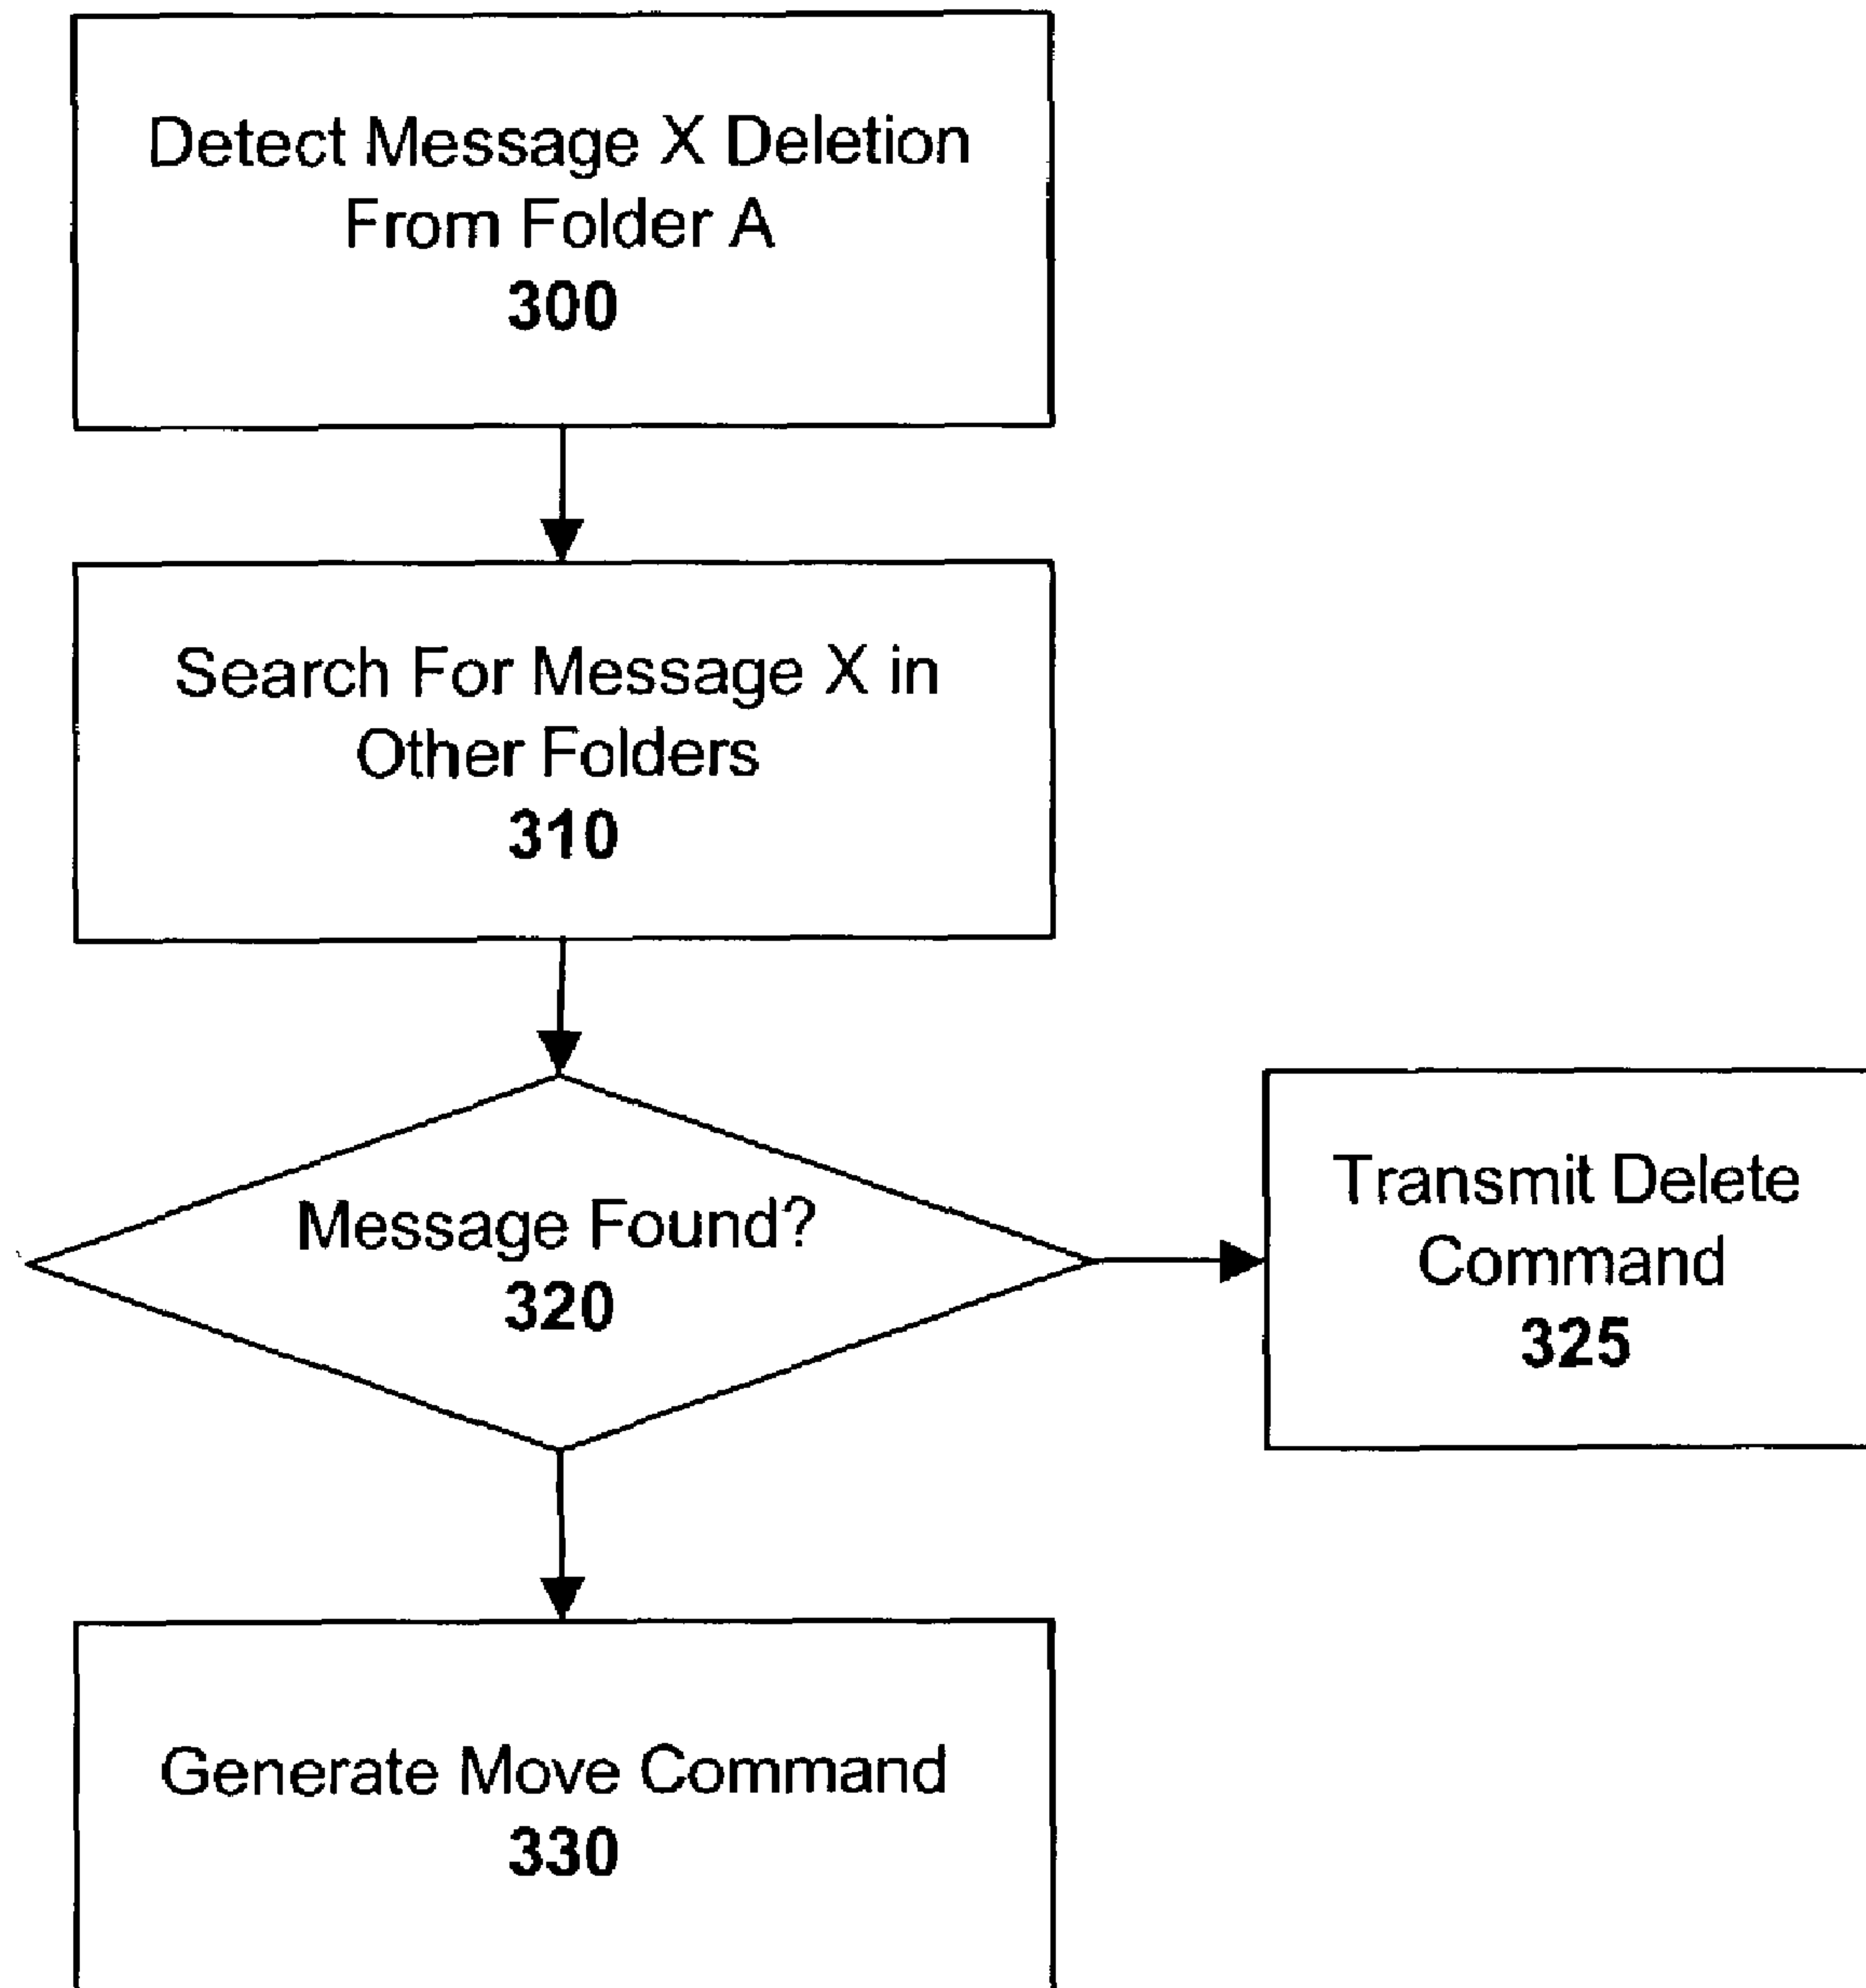 Detect Message X Deletion
From Folder A
300
Search For Message X in
Other Folders
310
Message Found?
320
Transmit Delete
Command
325
Generate Move Command
330